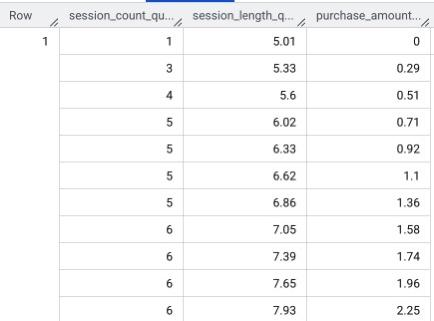 Row session_count_qu... session_length_q... purchase_amount...
1 1 5.01 0
3 5.33 0.29
4 5.6 0.51
5 6.02 0.71
5 6.33 0.92
5 6.62 1.1
5 6.86 1.36
6 7.05 1.58
6 7.39 1.74
6 7.65 1.96
6 7.93 2.25